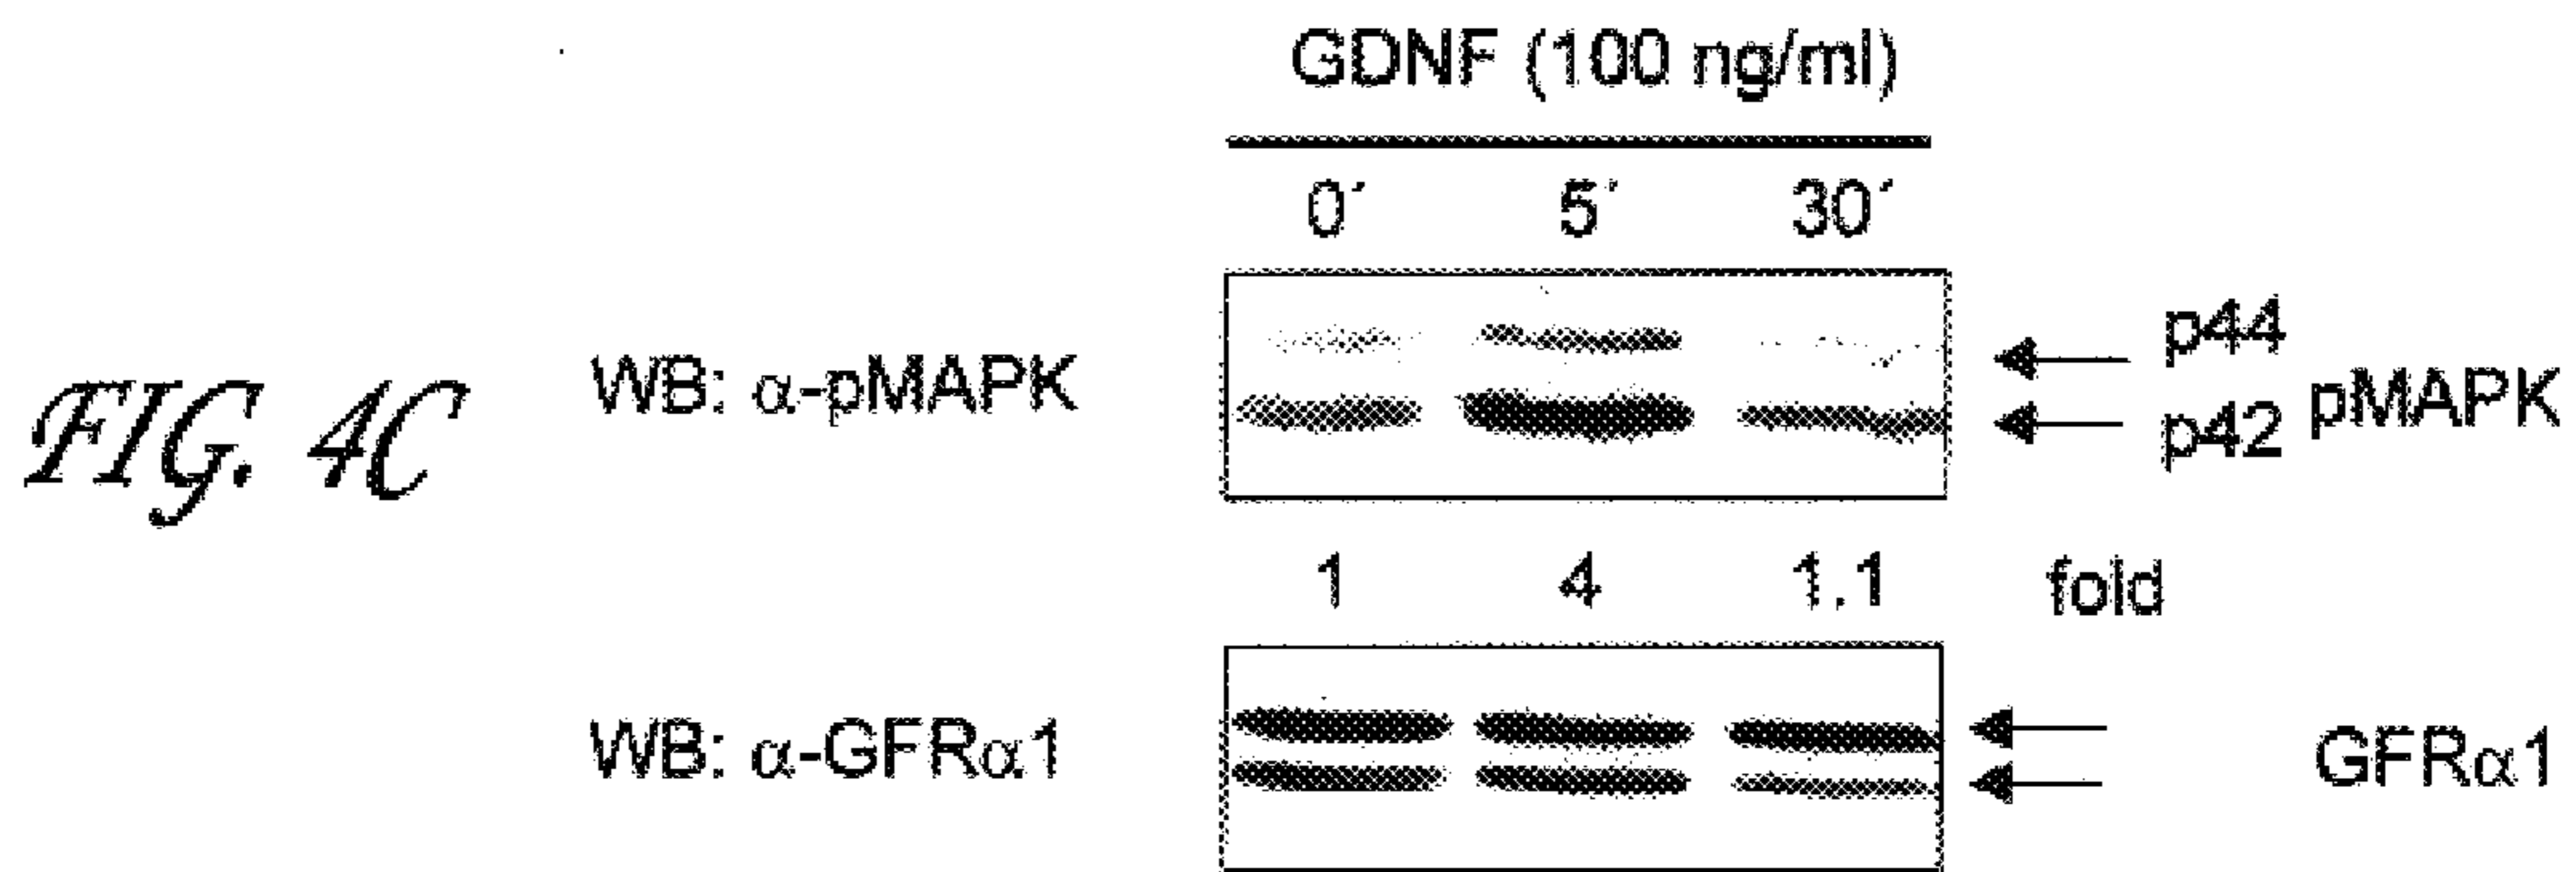 GDNF (100 ng/ml)
0´ 5´ 30´
FIG. 4C
WB: α-pMAPK
p44
p42 pMAPK
1 4 1.1 fold
WB: α-GFRα1
GFRα1